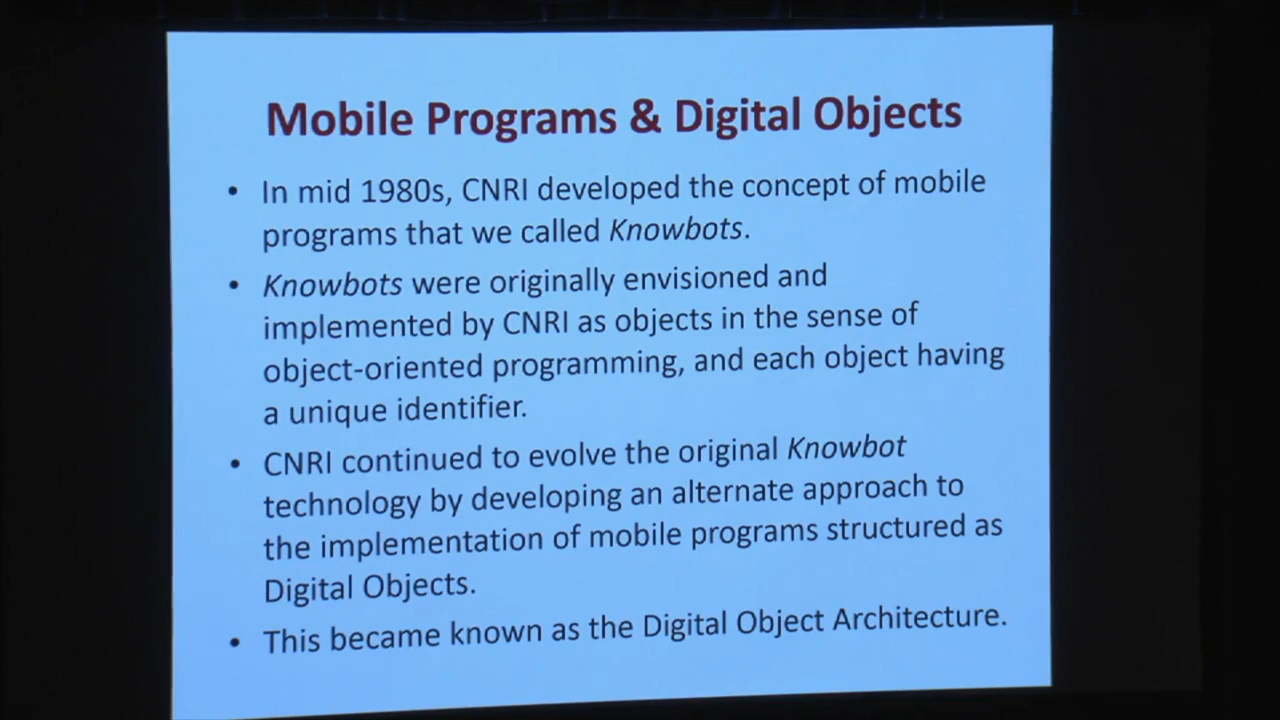 Mobile Programs & Digital Objects
• In mid 1980s, CNRI developed the concept of mobile
programs that we called Knowbots.
• Knowbots were originally envisioned and
implemented by CNRI as objects in the sense of
object-oriented programming, and each object having
a unique identifier.
• CNRI continued to evolve the original Knowbot
technology by developing an alternate approach to
the implementation of mobile programs structured as
Digital Objects.
• This became known as the Digital Object Architecture.